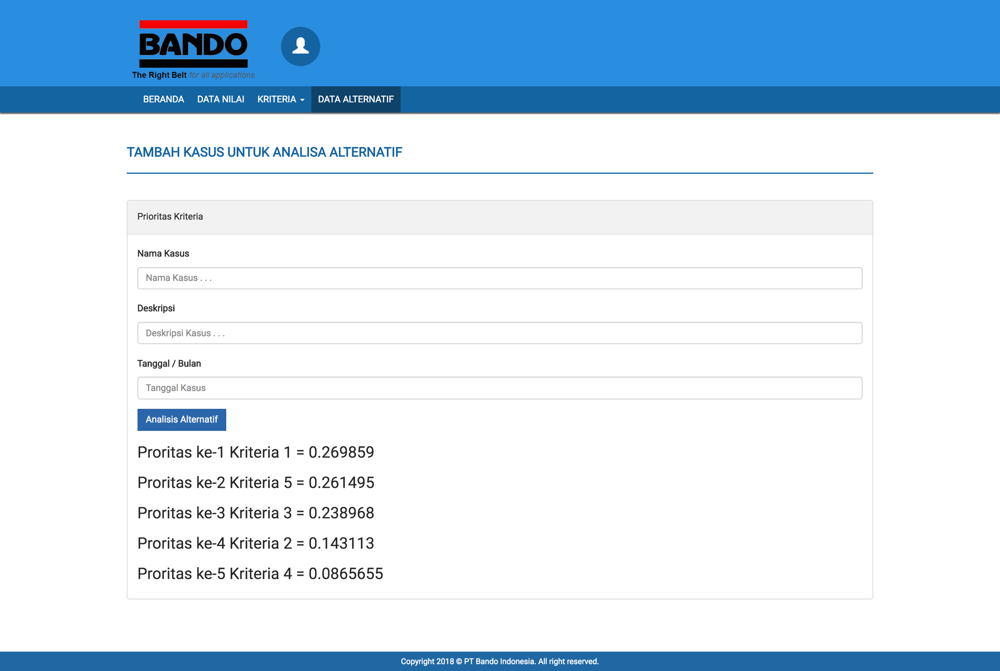 BANDO
The Right Belt for all applications
BERANDA DATA NILAI KRITERIA DATA ALTERNATIF
TAMBAH KASUS UNTUK ANALISA ALTERNATIF
Prioritas Kriteria
Nama Kasus
Nama Kasus . . .
Deskripsi
Deskripsi Kasus . . .
Tanggal / Bulan
Tanggal Kasus
Analisis Alternatif
Proritas ke-1 Kriteria 1 = 0.269859
Proritas ke-2 Kriteria 5 = 0.261495
Proritas ke-3 Kriteria 3 = 0.238968
Proritas ke-4 Kriteria 2 = 0.143113
Proritas ke-5 Kriteria 4 = 0.0865655
Copyright 2018 © PT Bando Indonesia. All right reserved.